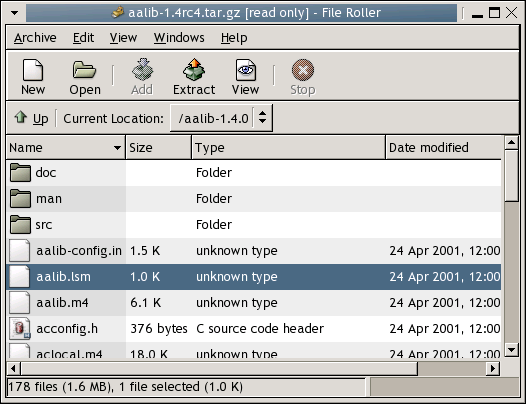 aalib-1.4rc4.tar.gz [read only] - File Roller
Archive Edit View Windows Help
New Open Add Extract View Stop
Up Current Location: /aalib-1.4.0
Name Size Type Date modified
doc Folder
man Folder
src Folder
aalib-config.in 1.5 K unknown type 24 Apr 2001, 12:00
aalib.lsm 1.0 K unknown type 24 Apr 2001, 12:00
aalib.m4 6.1 K unknown type 24 Apr 2001, 12:00
acconfig.h 376 bytes C source code header 24 Apr 2001, 12:00
aclocal.m4 18.0 K unknown type 24 Apr 2001, 12:00
178 files (1.6 MB), 1 file selected (1.0 K)